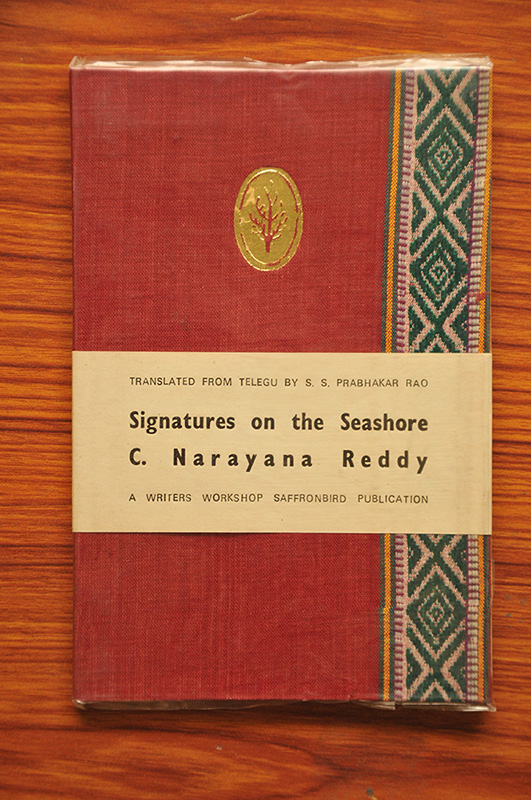 TRANSLATED FROM TELEGU BY S. S. PRABHAKAR RAO
Signatures on the Seashore
C. Narayana Reddy
A WRITERS WORKSHOP SAFFRONBIRD PUBLICATION